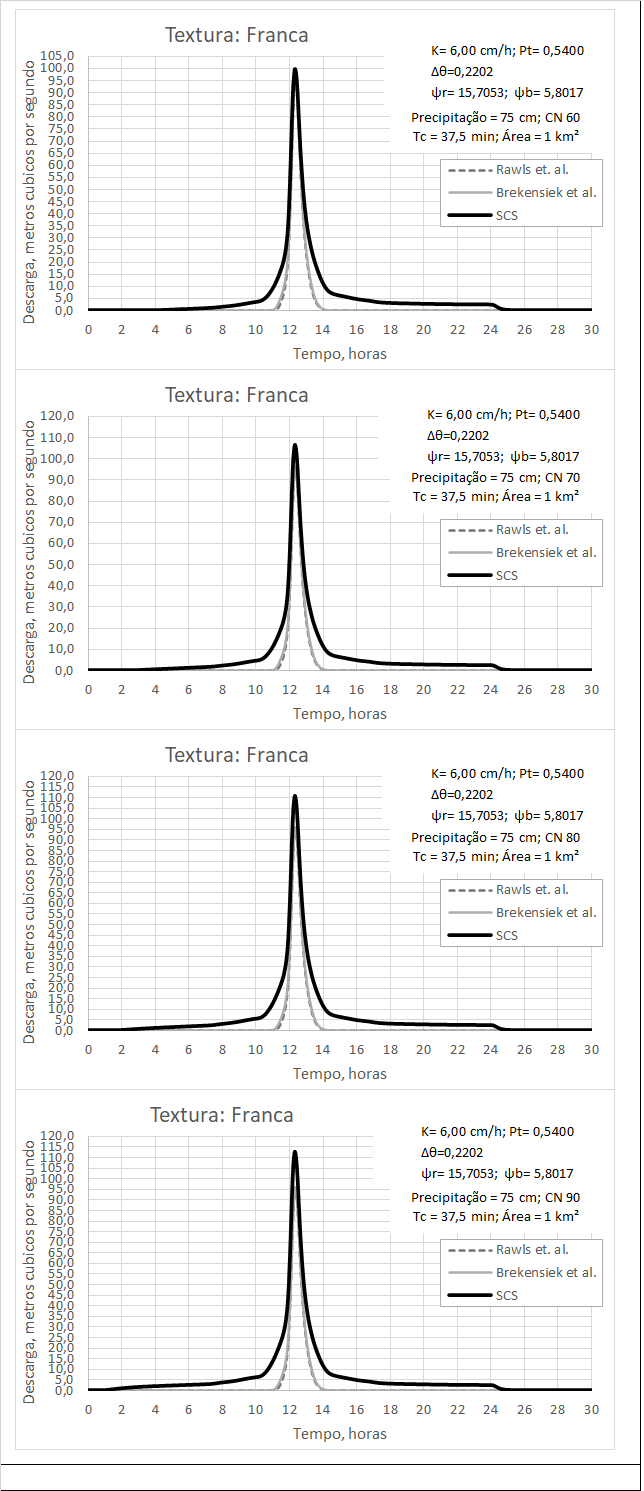 Textura: Franca
K= 6,00 cm/h; Pt= 0,5400
Δθ=0,2202
ψr= 15,7053;  ψb= 5,8017
Precipitação = 75 cm; CN 60
Tc = 37,5 min; Área = 1 km²
Rawls et. al.
Brekensiek et al.
SCS
Descarga, metros cubicos por segundo
105,0
100,0
95,0
90,0
85,0
80,0
75,0
70,0
65,0
60,0
55,0
50,0
45,0
40,0
35,0
30,0
25,0
20,0
15,0
10,0
5,0
0,0
0 2 4 6 8 10 12 14 16 18 20 22 24 26 28 30
Tempo, horas
Textura: Franca
K= 6,00 cm/h; Pt= 0,5400
Δθ=0,2202
ψr= 15,7053;  ψb= 5,8017
Precipitação = 75 cm; CN 70
Tc = 37,5 min; Área = 1 km²
Rawls et. al.
Brekensiek et al.
SCS
Descarga, metros cubicos por segundo
120,0
110,0
100,0
90,0
80,0
70,0
60,0
50,0
40,0
30,0
20,0
10,0
0,0
0 2 4 6 8 10 12 14 16 18 20 22 24 26 28 30
Tempo, horas
Textura: Franca
K= 6,00 cm/h; Pt= 0,5400
Δθ=0,2202
ψr= 15,7053;  ψb= 5,8017
Precipitação = 75 cm; CN 80
Tc = 37,5 min; Área = 1 km²
Rawls et. al.
Brekensiek et al.
SCS
Descarga, metros cubicos por segundo
120,0
115,0
110,0
105,0
100,0
95,0
90,0
85,0
80,0
75,0
70,0
65,0
60,0
55,0
50,0
45,0
40,0
35,0
30,0
25,0
20,0
15,0
10,0
5,0
0,0
0 2 4 6 8 10 12 14 16 18 20 22 24 26 28 30
Tempo, horas
Textura: Franca
K= 6,00 cm/h; Pt= 0,5400
Δθ=0,2202
ψr= 15,7053;  ψb= 5,8017
Precipitação = 75 cm; CN 90
Tc = 37,5 min; Área = 1 km²
Rawls et. al.
Brekensiek et al.
SCS
Descarga, metros cubicos por segundo
120,0
115,0
110,0
105,0
100,0
95,0
90,0
85,0
80,0
75,0
70,0
65,0
60,0
55,0
50,0
45,0
40,0
35,0
30,0
25,0
20,0
15,0
10,0
5,0
0,0
0 2 4 6 8 10 12 14 16 18 20 22 24 26 28 30
Tempo, horas